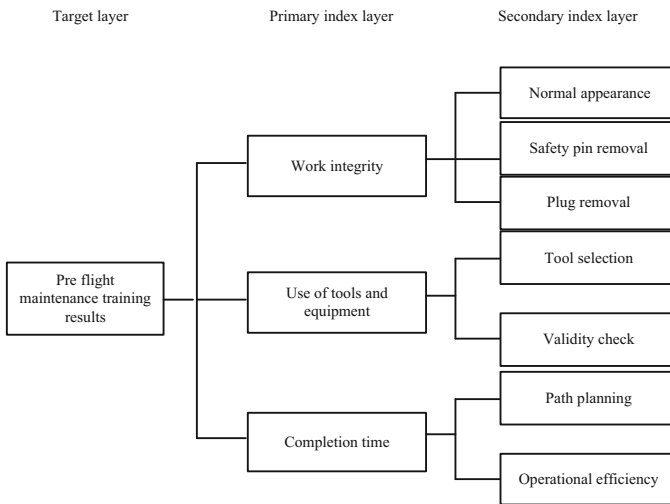 Target layer
Primary index layer
Secondary index layer
Normal appearance
Safety pin removal
Work integrity
Plug removal
Tool selection
Pre flight
maintenance training
results
Use of tools and
equipment
Validity check
Path planning
Completion time
Operational efficiency